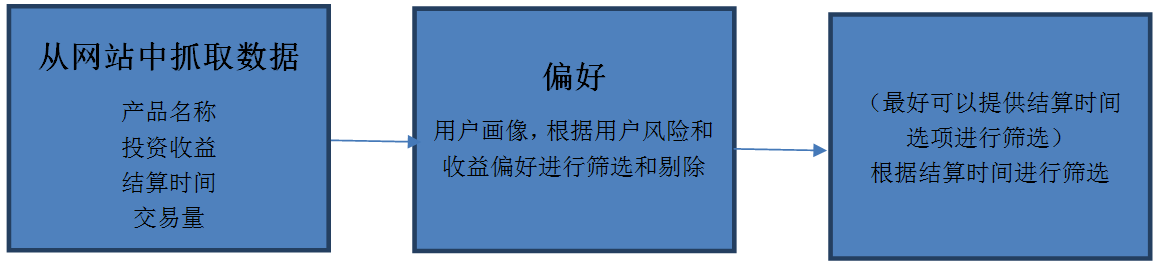 从网站中抓取数据
产品名称
投资收益
结算时间
交易量
偏好
用户画像，根据用户风险和
收益偏好进行筛选和剔除
（最好可以提供结算时间
选项进行筛选）
根据结算时间进行筛选